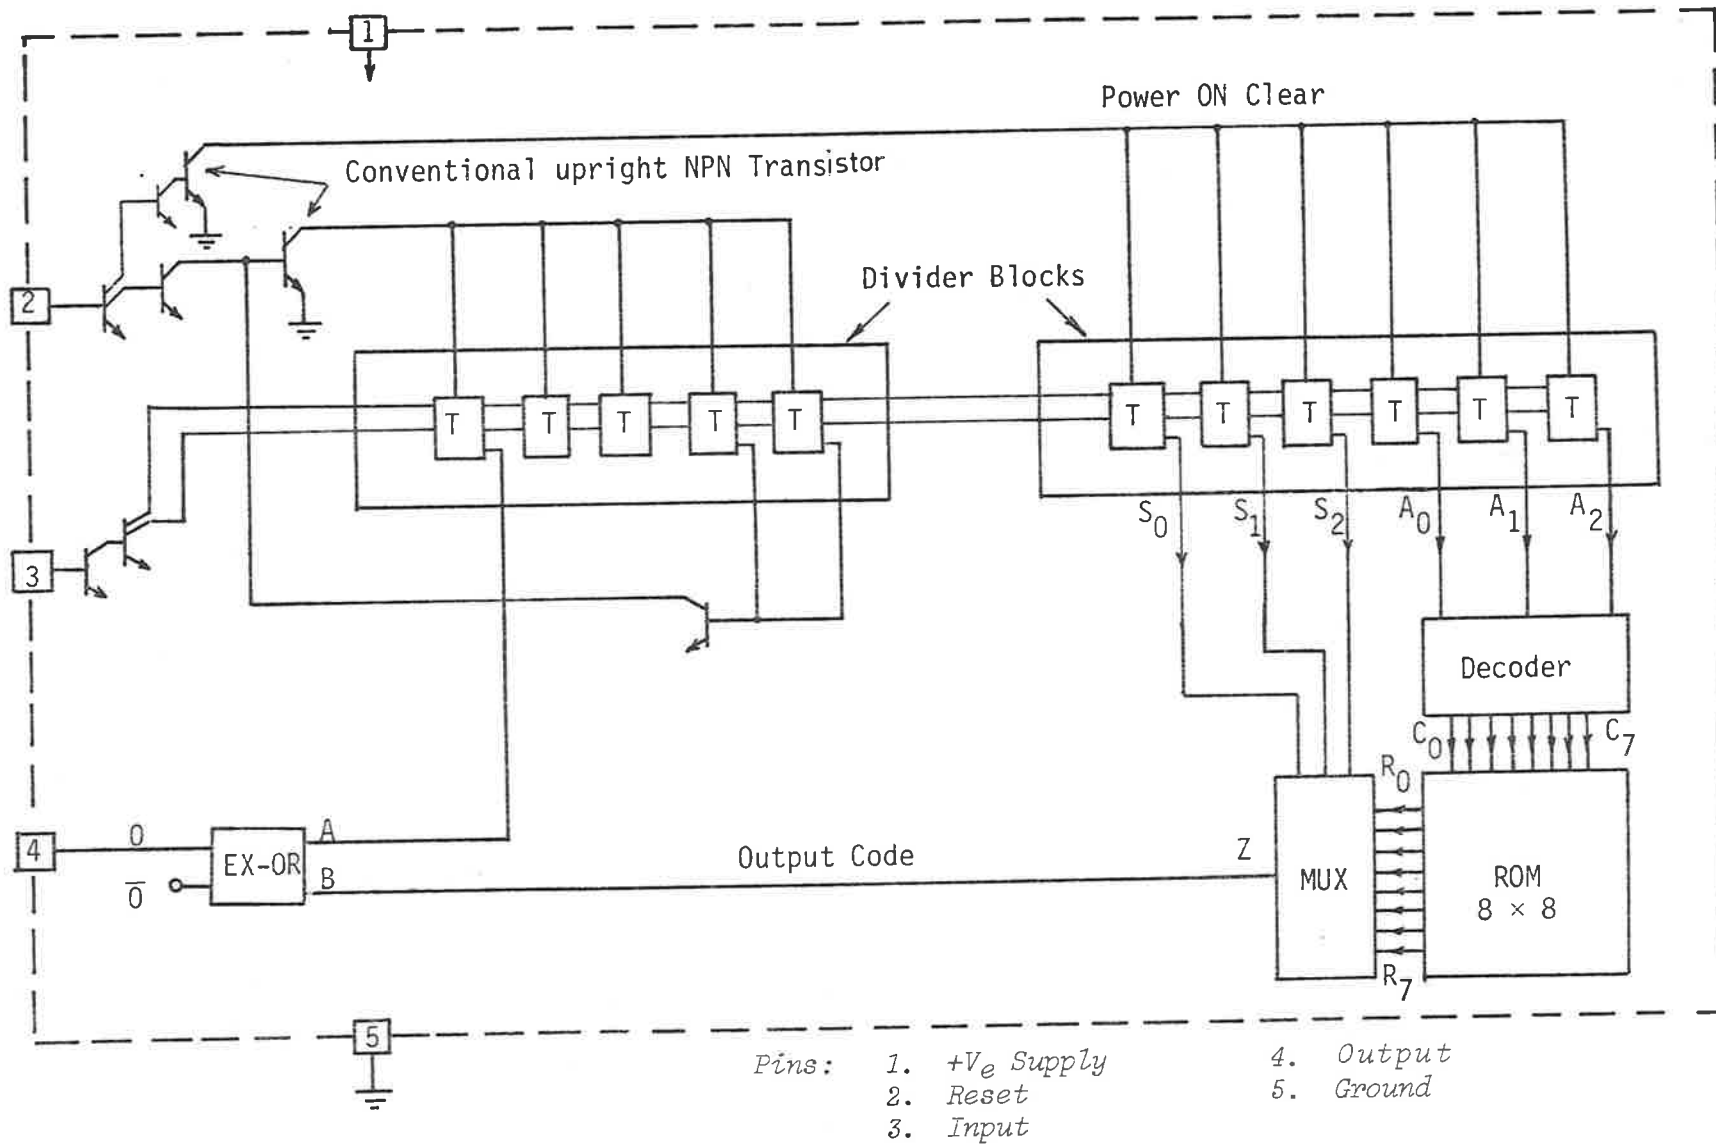 1
Power ON Clear
Conventional upright NPN Transistor
2
Divider Blocks
T T T T T T T T T T T
S0 S1 S2 A0 A1 A2
3
Decoder
C0 C7
R0
4 O A
EX-OR
Output Code Z
MUX
ROM
8 × 8
O̅ B
R7
5
Pins: 1. +Ve Supply 4. Output
2. Reset 5. Ground
3. Input